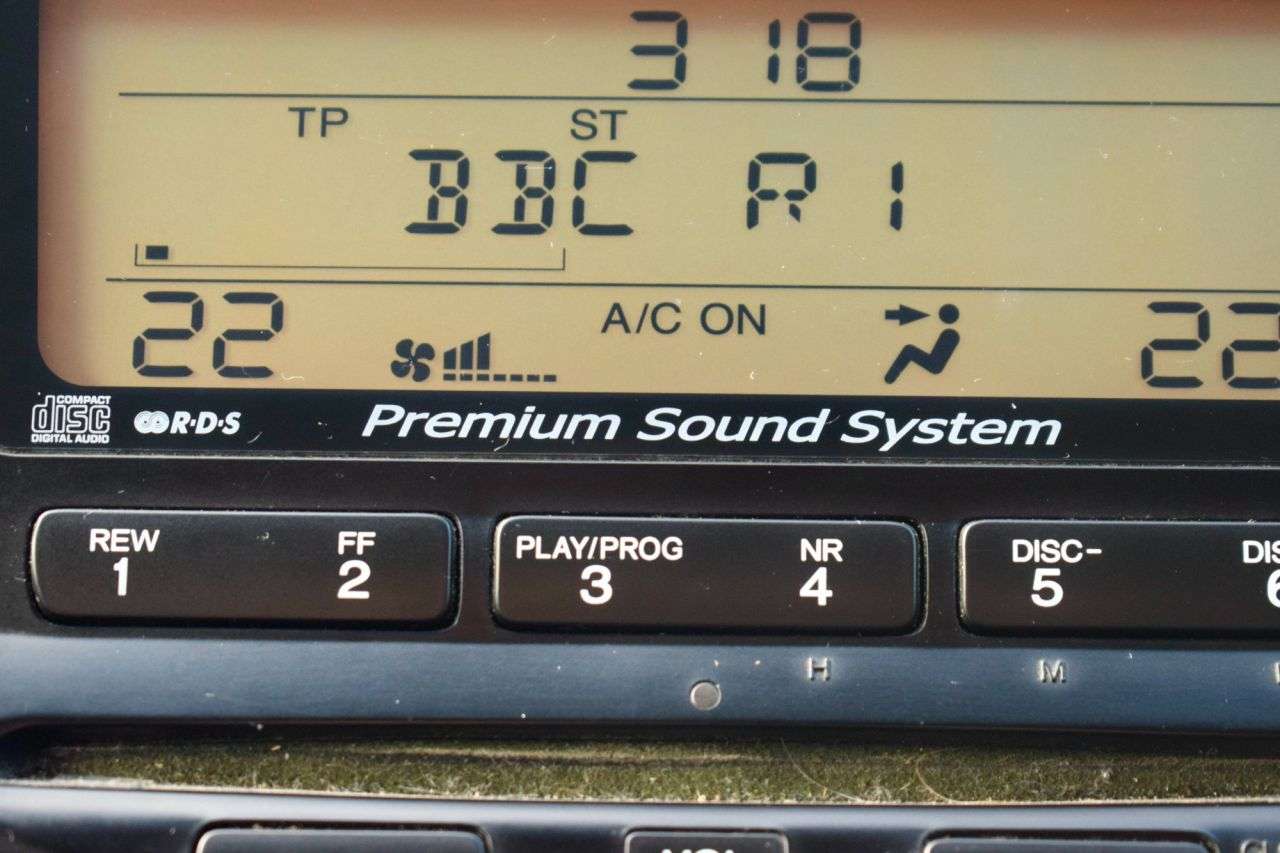 3 18
TP ST
BBC R1
22 A/C ON 22
COMPACT
disc
DIGITAL AUDIO
R·D·S
Premium Sound System
REW FF PLAY/PROG NR DISC-
1 2 3 4 5 6
H M